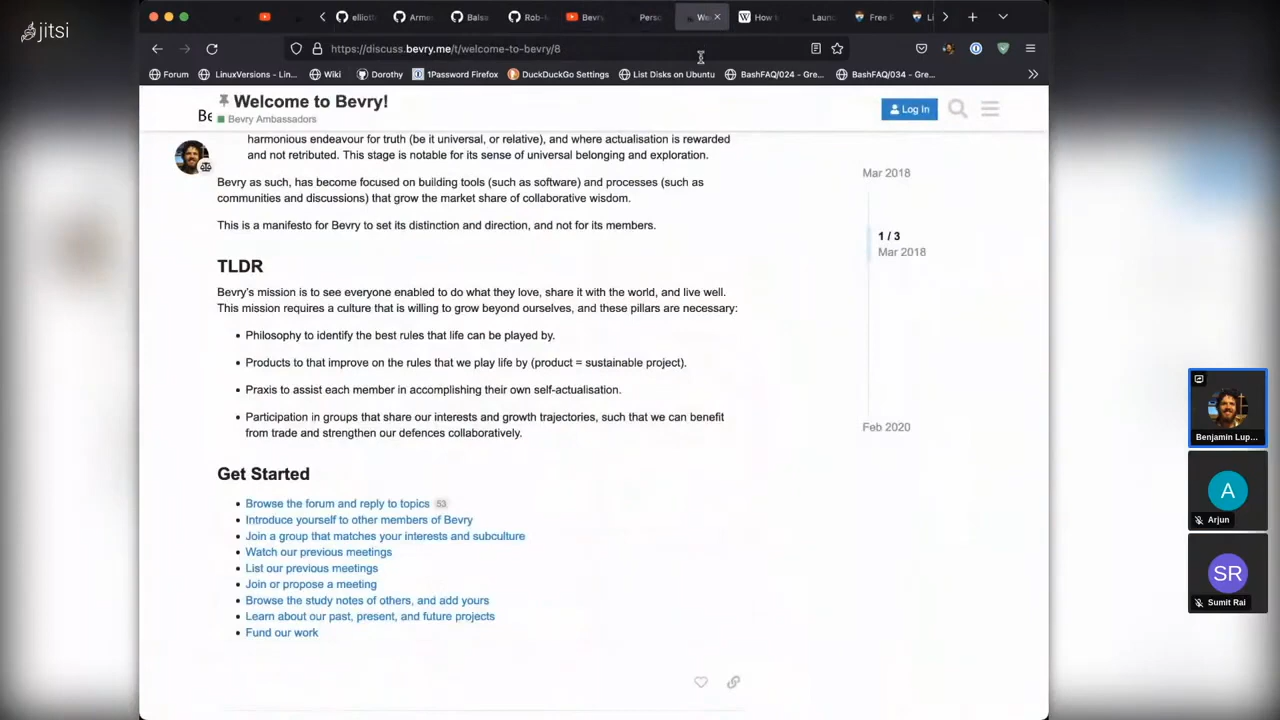 jitsi
elliott
Arme
Balsa
Rob-
Bevry
Perso
We
How t
Laun
Free
Li
https://discuss.bevry.me/t/welcome-to-bevry/8
Forum
LinuxVersions - Lin...
Wiki
Dorothy
1Password Firefox
DuckDuckGo Settings
List Disks on Ubuntu
BashFAQ/024 - Gre...
BashFAQ/034 - Gre...
Be
Welcome to Bevry!
Bevry Ambassadors
Log In
harmonious endeavour for truth (be it universal, or relative), and where actualisation is rewarded
and not retributed. This stage is notable for its sense of universal belonging and exploration.
Bevry as such, has become focused on building tools (such as software) and processes (such as
communities and discussions) that grow the market share of collaborative wisdom.
This is a manifesto for Bevry to set its distinction and direction, and not for its members.
TLDR
Bevry's mission is to see everyone enabled to do what they love, share it with the world, and live well.
This mission requires a culture that is willing to grow beyond ourselves, and these pillars are necessary:
• Philosophy to identify the best rules that life can be played by.
• Products to that improve on the rules that we play life by (product = sustainable project).
• Praxis to assist each member in accomplishing their own self-actualisation.
• Participation in groups that share our interests and growth trajectories, such that we can benefit
from trade and strengthen our defences collaboratively.
Get Started
• Browse the forum and reply to topics 53
• Introduce yourself to other members of Bevry
• Join a group that matches your interests and subculture
• Watch our previous meetings
• List our previous meetings
• Join or propose a meeting
• Browse the study notes of others, and add yours
• Learn about our past, present, and future projects
• Fund our work
Mar 2018
1 / 3
Mar 2018
Feb 2020
Benjamin Lup...
A
Arjun
SR
Sumit Rai